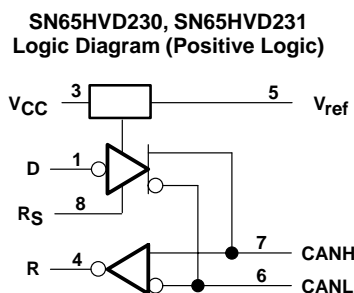 SN65HVD230, SN65HVD231
Logic Diagram (Positive Logic)
VCC 3 5 Vref
D 1
RS 8
7 CANH
R 4
6 CANL